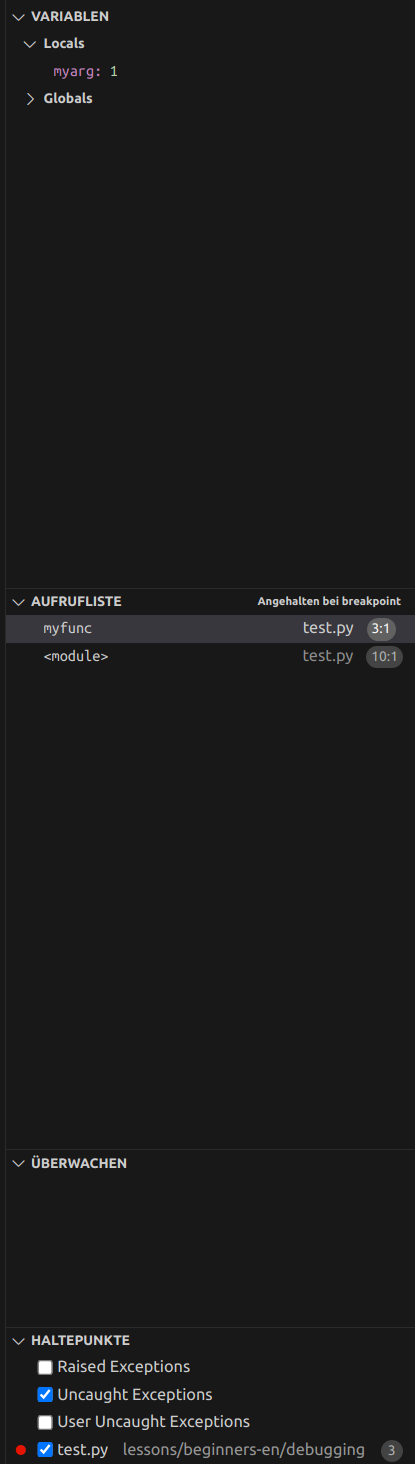 VARIABLEN
Locals
myarg: 1
Globals
AUFRUFLISTE Angehalten bei breakpoint
myfunc test.py 3:1
<module> test.py 10:1
ÜBERWACHEN
HALTEPUNKTE
Raised Exceptions
Uncaught Exceptions
User Uncaught Exceptions
test.py lessons/beginners-en/debugging 3